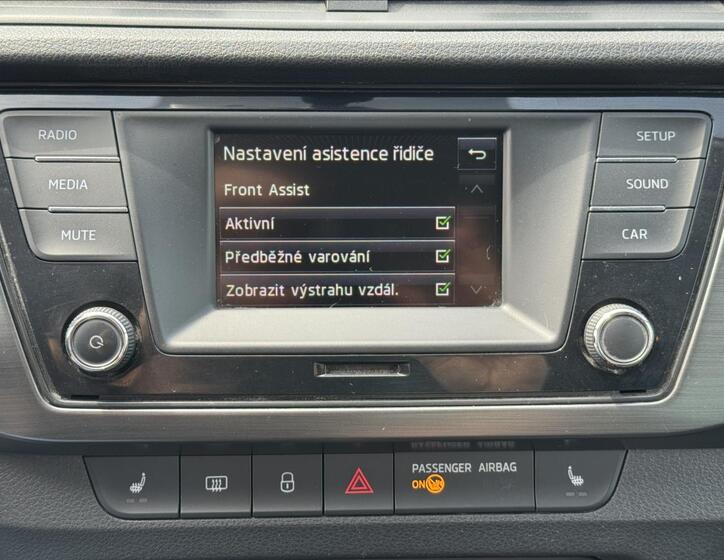 RADIO
MEDIA
MUTE
Nastavení asistence řidiče
Front Assist
Aktivní
Předběžné varování
Zobrazit výstrahu vzdál.
SETUP
SOUND
CAR
PASSENGER AIRBAG
ON